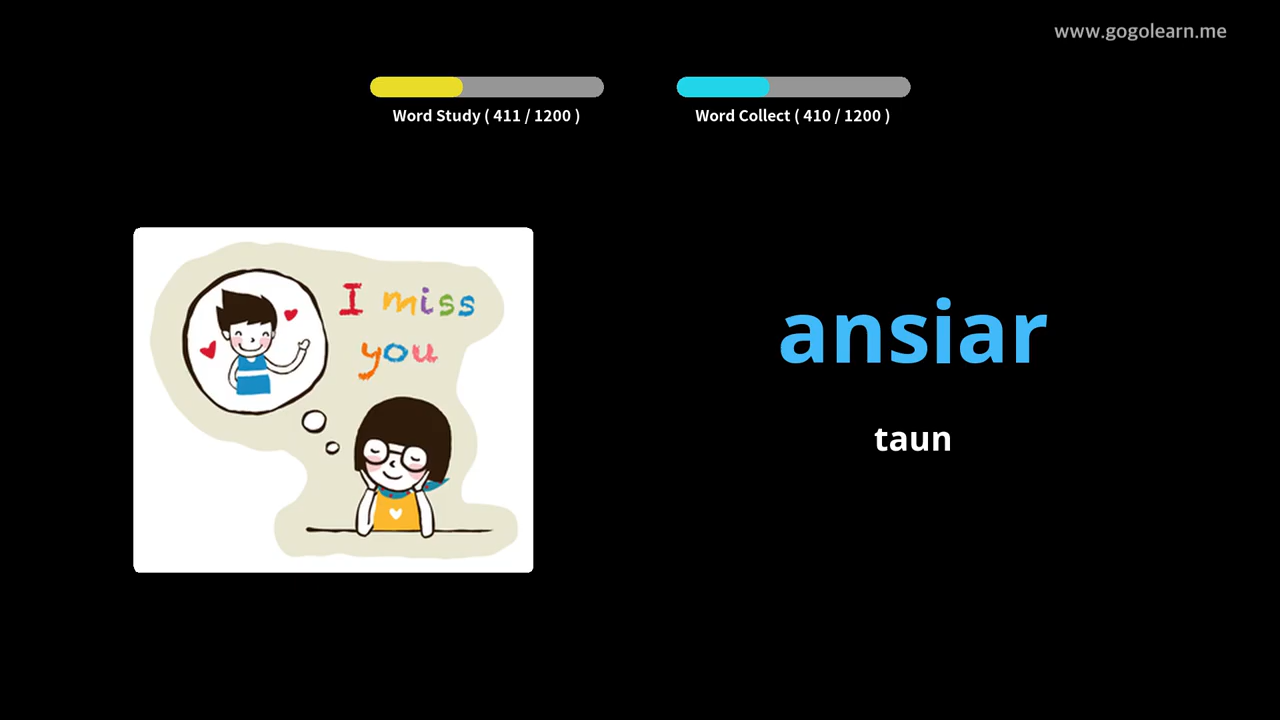 www.gogolearn.me
Word Study ( 411 / 1200 )
Word Collect ( 410 / 1200 )
I miss
you
ansiar
taun